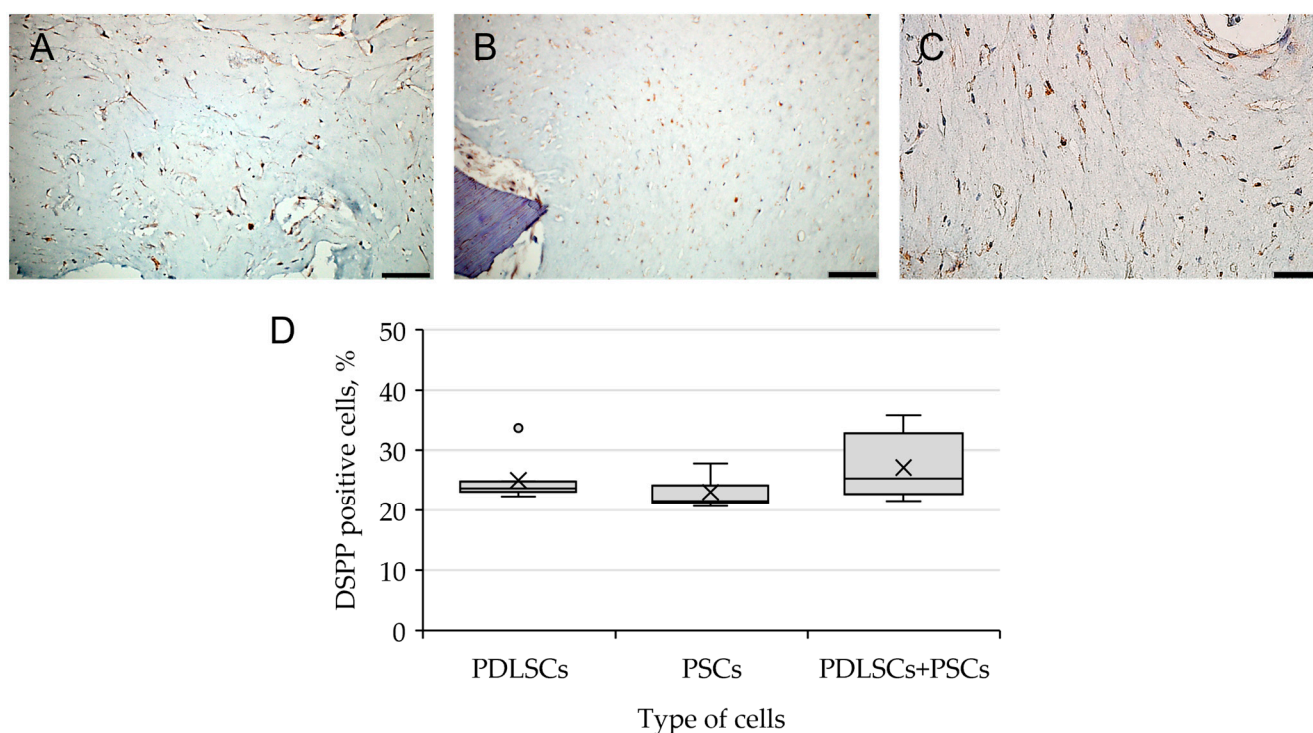 A
B
C
D
50
40
30
20
10
0
DSPP positive cells, %
PDLSCs
PSCs
PDLSCs+PSCs
Type of cells